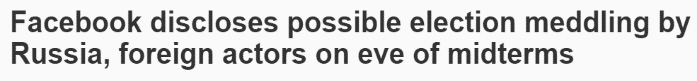 Facebook discloses possible election meddling by
Russia, foreign actors on eve of midterms